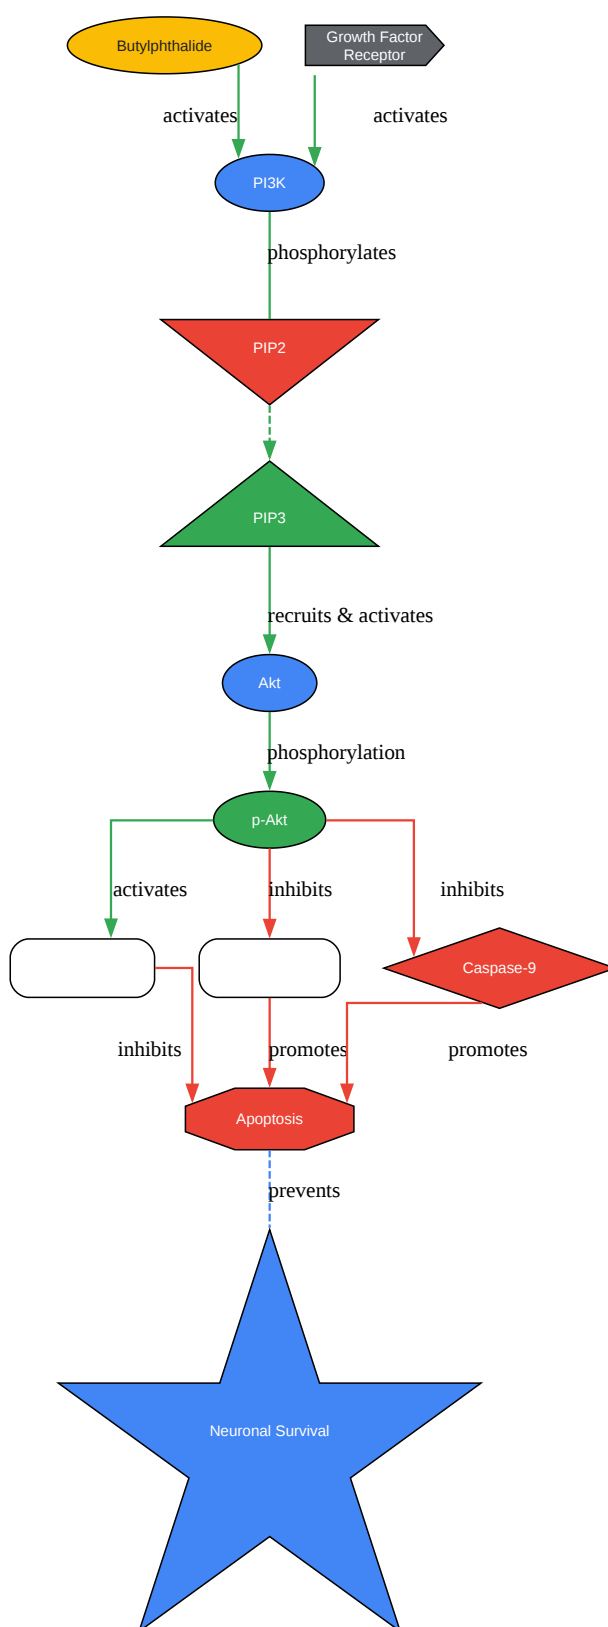 Butylphthalide
Growth Factor
Receptor
activates
activates
PI3K
phosphorylates
PIP2
PIP3
recruits & activates
Akt
phosphorylation
p-Akt
activates
inhibits
inhibits
Caspase-9
inhibits
promotes
promotes
Apoptosis
prevents
Neuronal Survival